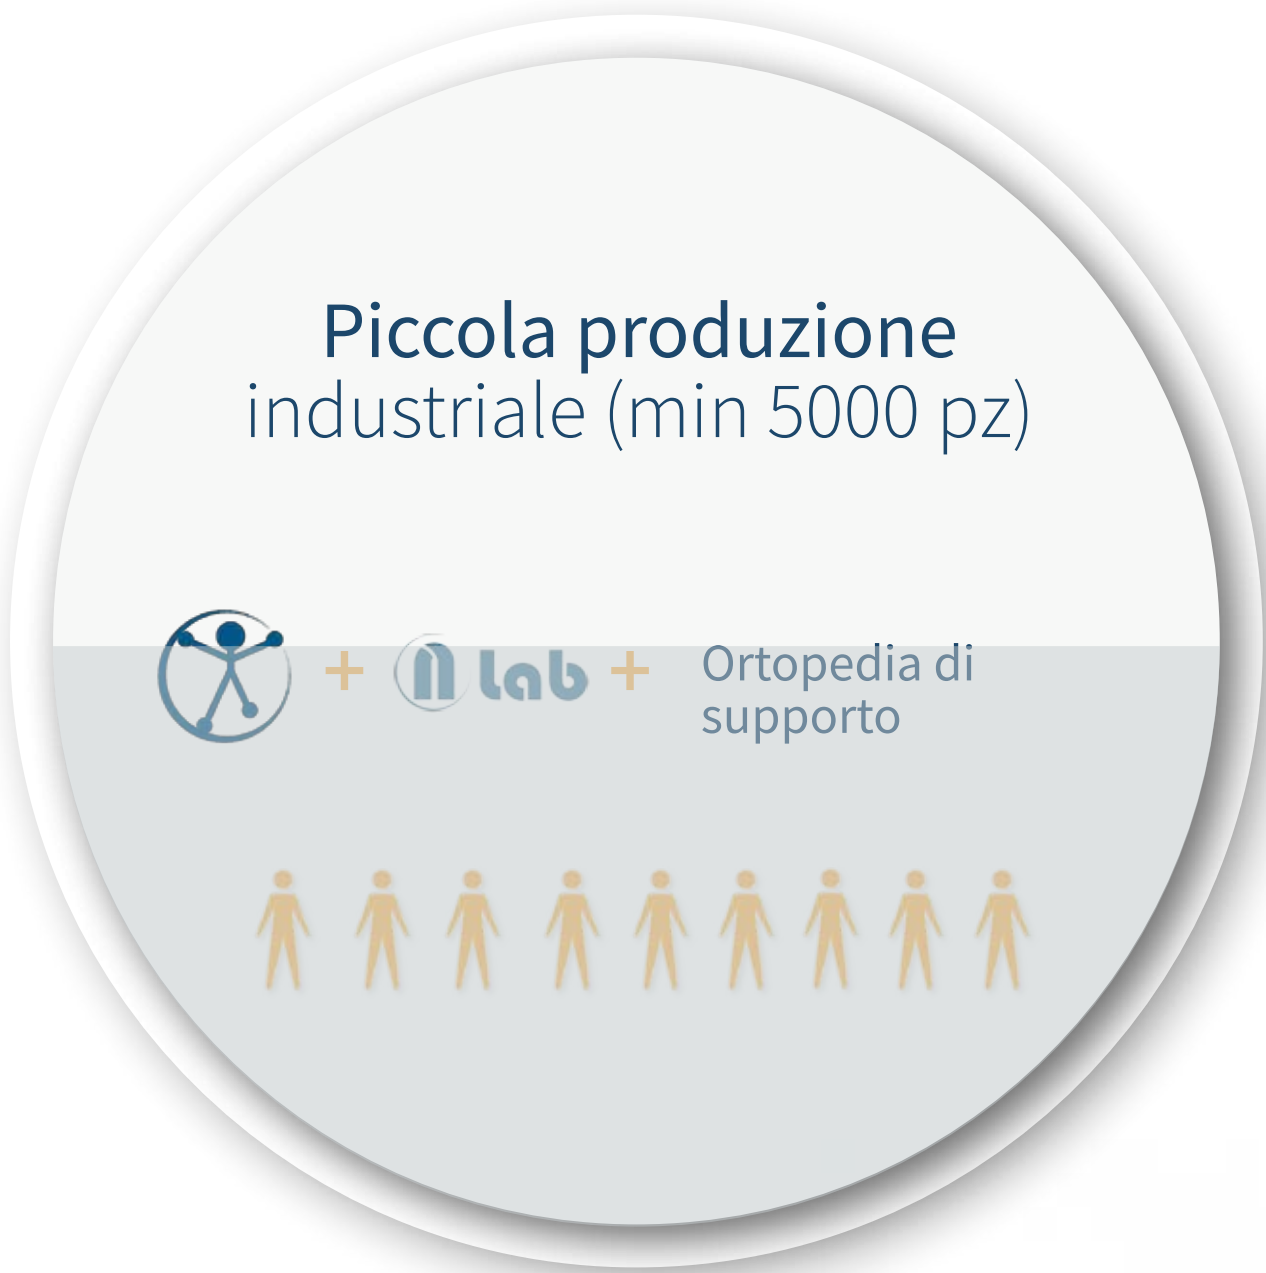 Piccola produzione
industriale (min 5000 pz)
+ n lab + Ortopedia di
supporto